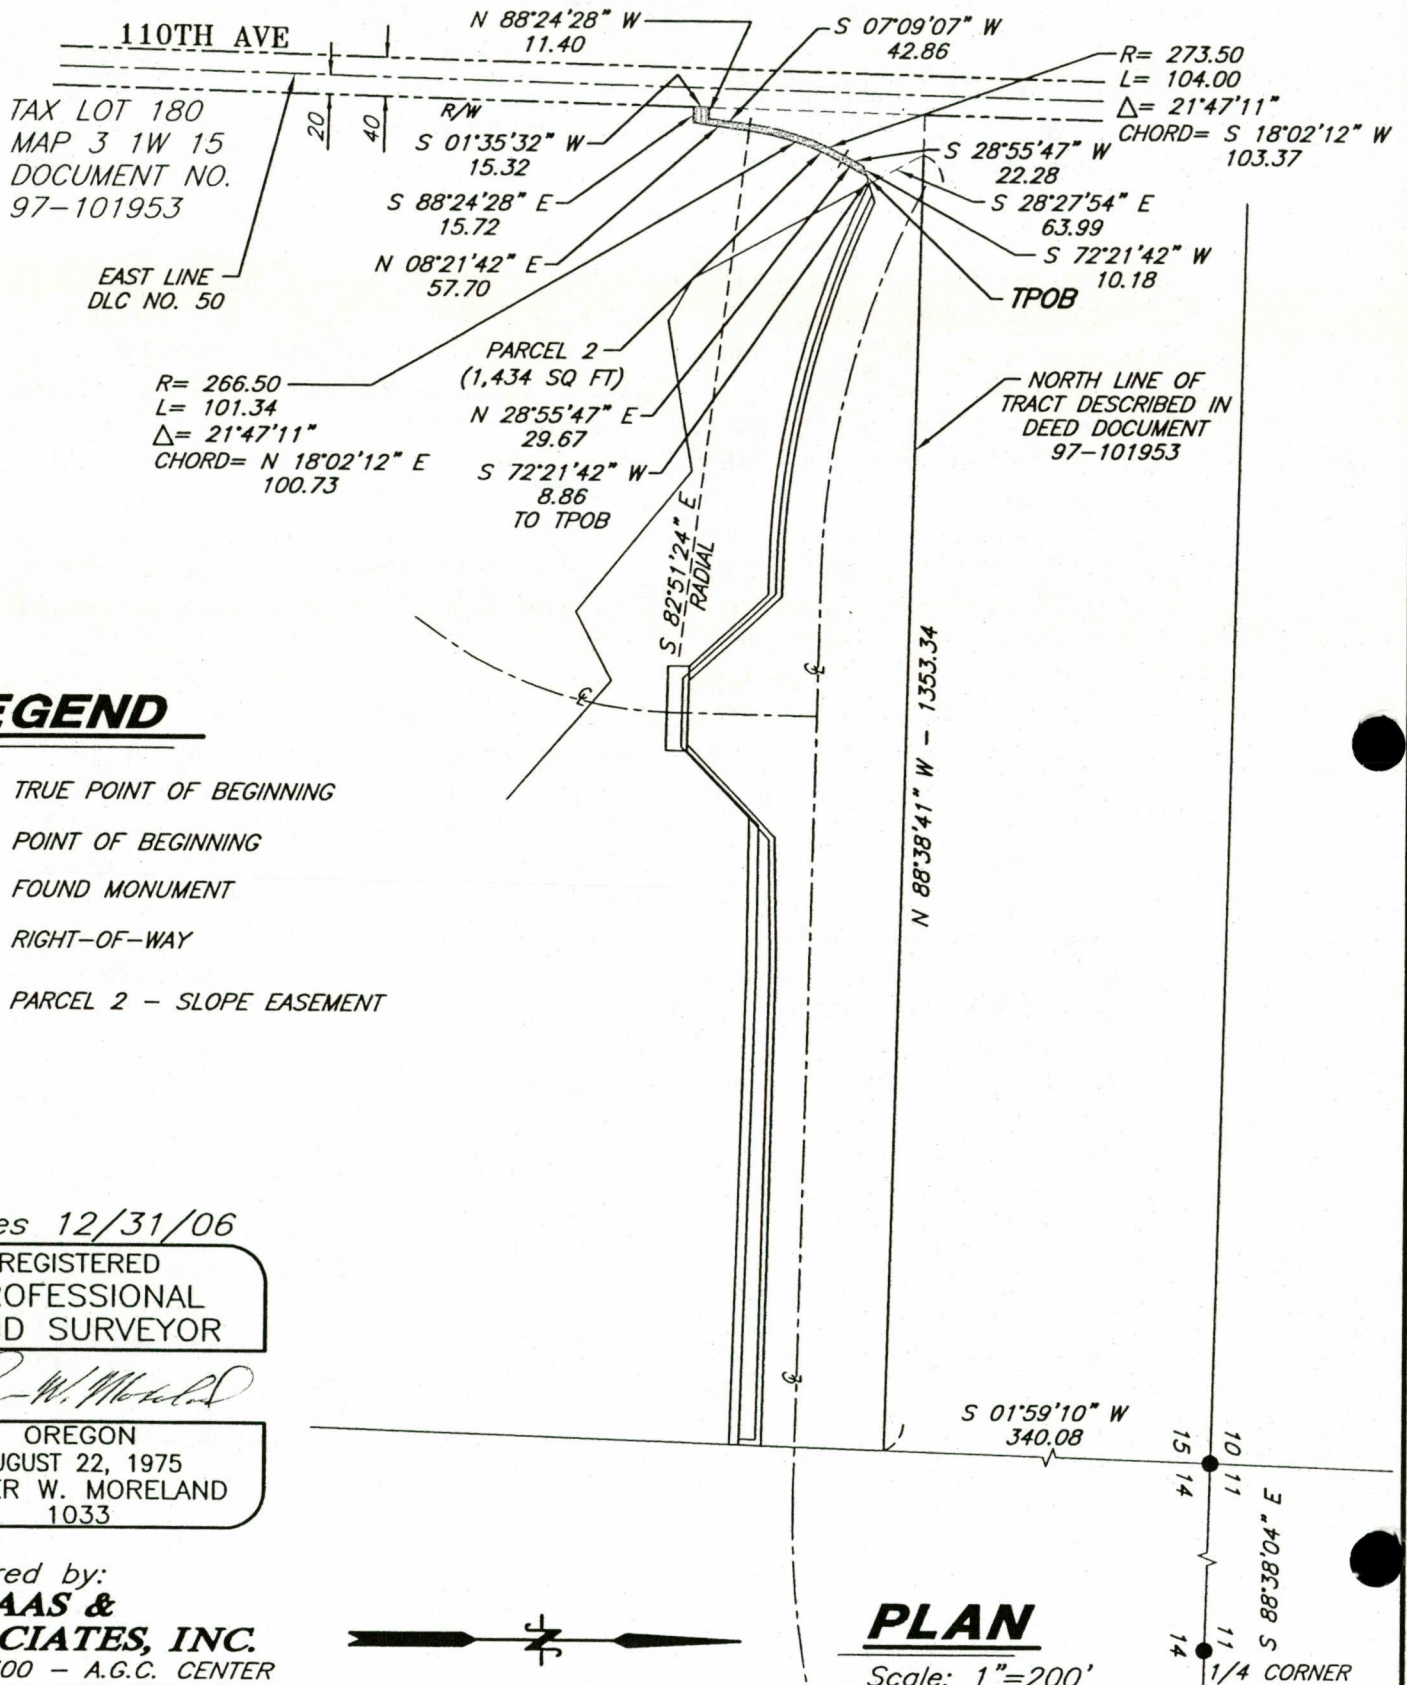 110TH AVE
N 88°24'28" W
11.40
S 07°09'07" W
42.86
R= 273.50
L= 104.00
Δ= 21°47'11"
CHORD= S 18°02'12" W
103.37
TAX LOT 180
MAP 3 1W 15
DOCUMENT NO.
97-101953
20
40
R/W
S 01°35'32" W
15.32
S 28°55'47" W
22.28
S 88°24'28" E
15.72
S 28°27'54" E
63.99
N 08°21'42" E
57.70
S 72°21'42" W
10.18
TPOB
EAST LINE
DLC NO. 50
PARCEL 2
(1,434 SQ FT)
R= 266.50
L= 101.34
Δ= 21°47'11"
CHORD= N 18°02'12" E
100.73
N 28°55'47" E
29.67
S 72°21'42" W
8.86
TO TPOB
NORTH LINE OF
TRACT DESCRIBED IN
DEED DOCUMENT
97-101953
S 82°51'24" E
RADIAL
N 88°38'41" W - 1353.34
EGEND
TRUE POINT OF BEGINNING
POINT OF BEGINNING
FOUND MONUMENT
RIGHT-OF-WAY
PARCEL 2 - SLOPE EASEMENT
es 12/31/06
REGISTERED
ROFESSIONAL
D SURVEYOR
W. Moreland
OREGON
UGUST 22, 1975
ER W. MORELAND
1033
S 01°59'10" W
340.08
15 10
14 11
S 88°38'04" E
14 11
1/4 CORNER
red by:
AAS &
CIATES, INC.
500 - A.G.C. CENTER
N
PLAN
Scale: 1"=200'